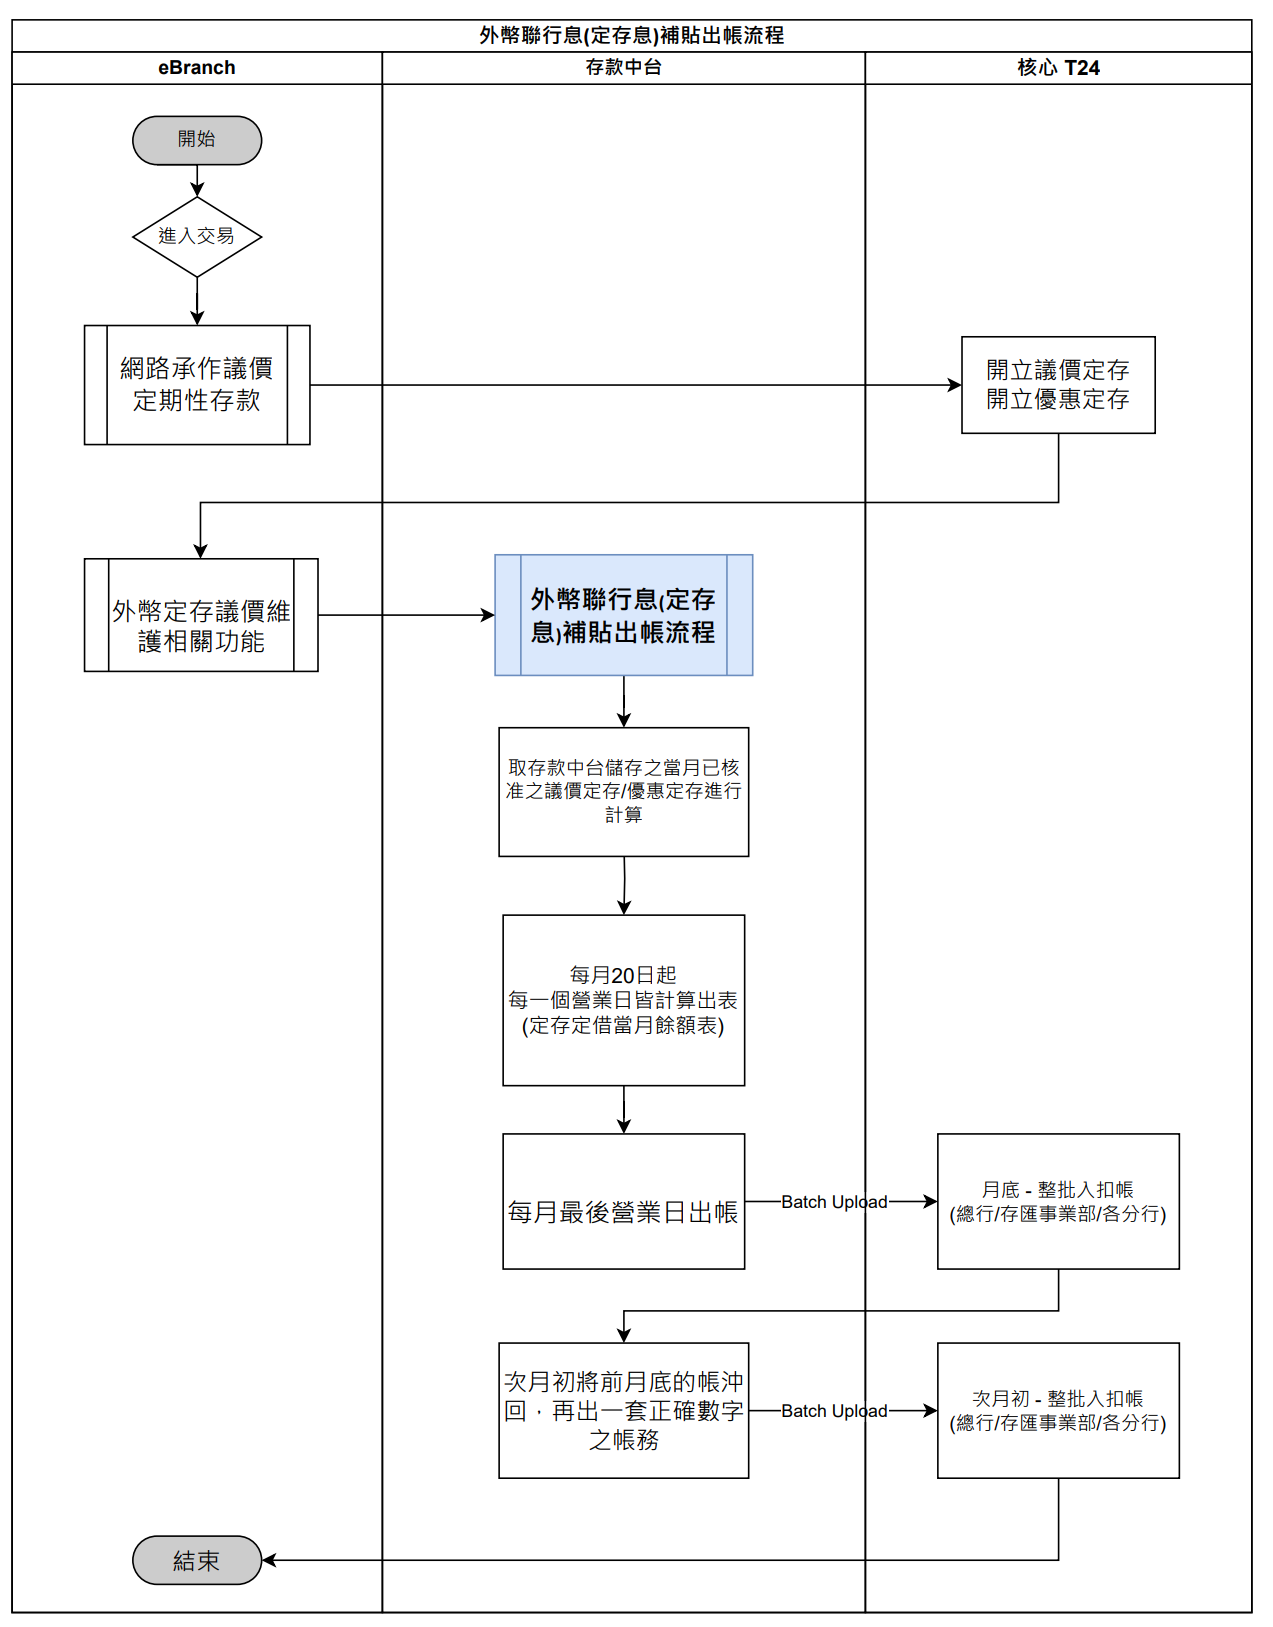 外幣聯行息(定存息)補貼出帳流程
eBranch
存款中台
核心 T24
開始
進入交易
網路承作議價
定期性存款
開立議價定存
開立優惠定存
外幣定存議價維
護相關功能
外幣聯行息(定存
息)補貼出帳流程
取存款中台儲存之當月已核
准之議價定存/優惠定存進行
計算
每月20日起
每一個營業日皆計算出表
(定存定借當月餘額表)
每月最後營業日出帳
Batch Upload
月底 - 整批入扣帳
(總行/存匯事業部/各分行)
次月初將前月底的帳沖
回，再出一套正確數字
之帳務
Batch Upload
次月初 - 整批入扣帳
(總行/存匯事業部/各分行)
結束